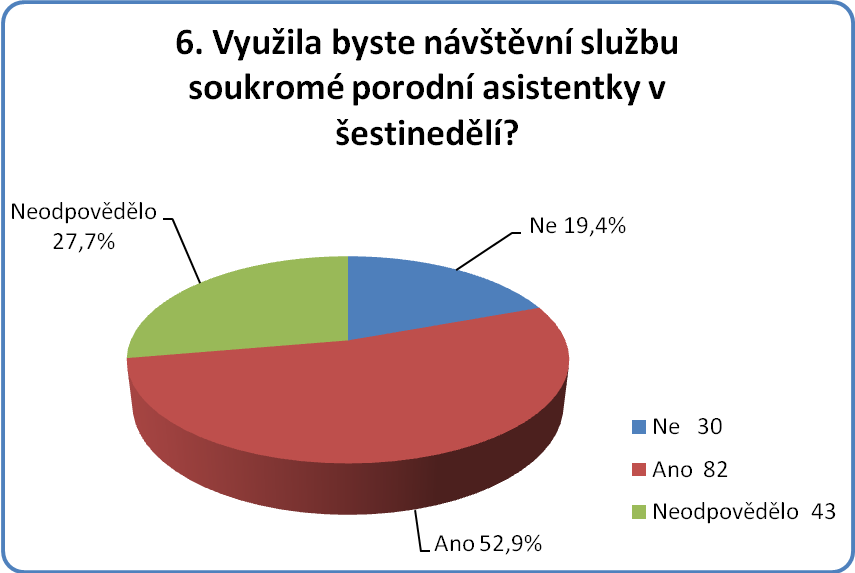 6. Využila byste návštěvní službu
soukromé porodní asistentky v
šestinedělí?
Neodpovědělo
27,7%
Ne 19,4%
Ne 30
Ano 82
Neodpovědělo 43
Ano 52,9%